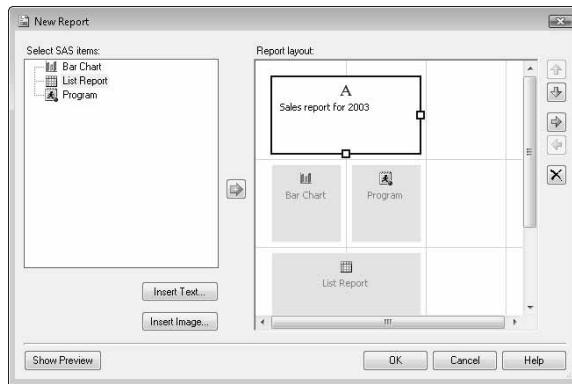 New Report
Select SAS items:
Bar Chart
List Report
Program
Insert Text...
Insert Image...
Report layout:
A
Sales report for 2003
Bar Chart
Program
List Report
Show Preview
OK
Cancel
Help